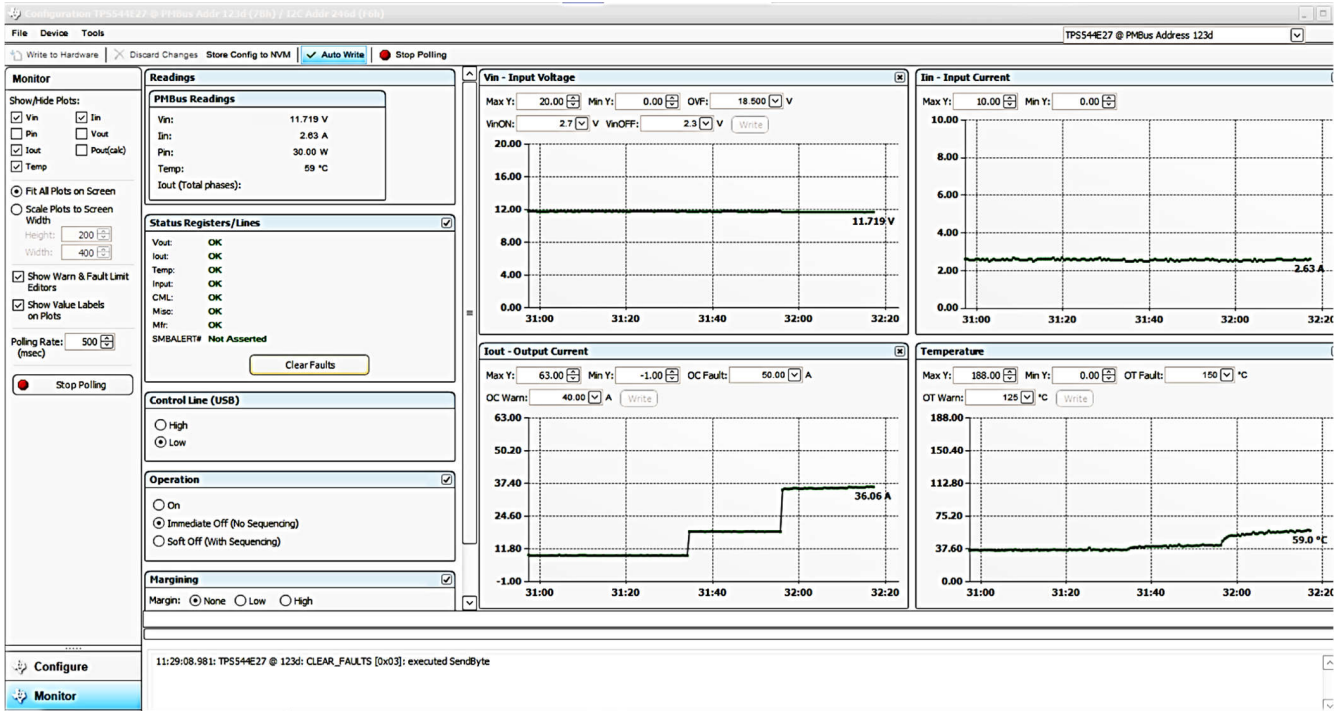 Configuration TPS544E27 @ PMBus Addr 123d (7Bh) / I2C Addr 246d (F6h)
File Device Tools
TPS544E27 @ PMBus Address 123d
Write to Hardware Discard Changes Store Config to NVM Auto Write Stop Polling
Monitor
Show/Hide Plots:
Vin Iin
Pin Vout
Iout Pout(calc)
Temp
Fit All Plots on Screen
Scale Plots to Screen
Width
Height: 200
Width: 400
Show Warn & Fault Limit
Editors
Show Value Labels
on Plots
Polling Rate: 500
(msec)
Stop Polling
Configure
Monitor
Readings
PMBus Readings
Vin: 11.719 V
Iin: 2.63 A
Pin: 30.00 W
Temp: 59 °C
Iout (Total phases):
Status Registers/Lines
Vout: OK
Iout: OK
Temp: OK
Input: OK
CML: OK
Misc: OK
Mfr: OK
SMBALERT# Not Asserted
Clear Faults
Control Line (USB)
High
Low
Operation
On
Immediate Off (No Sequencing)
Soft Off (With Sequencing)
Margining
Margin: None Low High
Vin - Input Voltage
Max Y: 20.00 Min Y: 0.00 OVF: 18.500 V
VinON: 2.7 V VinOFF: 2.3 V Write
20.00
16.00
12.00
11.719 V
8.00
4.00
0.00
31:00 31:20 31:40 32:00 32:20
Iin - Input Current
Max Y: 10.00 Min Y: 0.00
10.00
8.00
6.00
4.00
2.00
2.63 A
0.00
31:00 31:20 31:40 32:00 32:20
Iout - Output Current
Max Y: 63.00 Min Y: -1.00 OC Fault: 50.00 A
OC Warn: 40.00 A Write
63.00
50.20
37.40
36.06 A
24.60
11.80
-1.00
31:00 31:20 31:40 32:00 32:20
Temperature
Max Y: 188.00 Min Y: 0.00 OT Fault: 150 °C
OT Warn: 125 °C Write
188.00
150.40
112.80
75.20
59.0 °C
37.60
0.00
31:00 31:20 31:40 32:00 32:20
11:29:08.981: TPS544E27 @ 123d: CLEAR_FAULTS [0x03]: executed SendByte